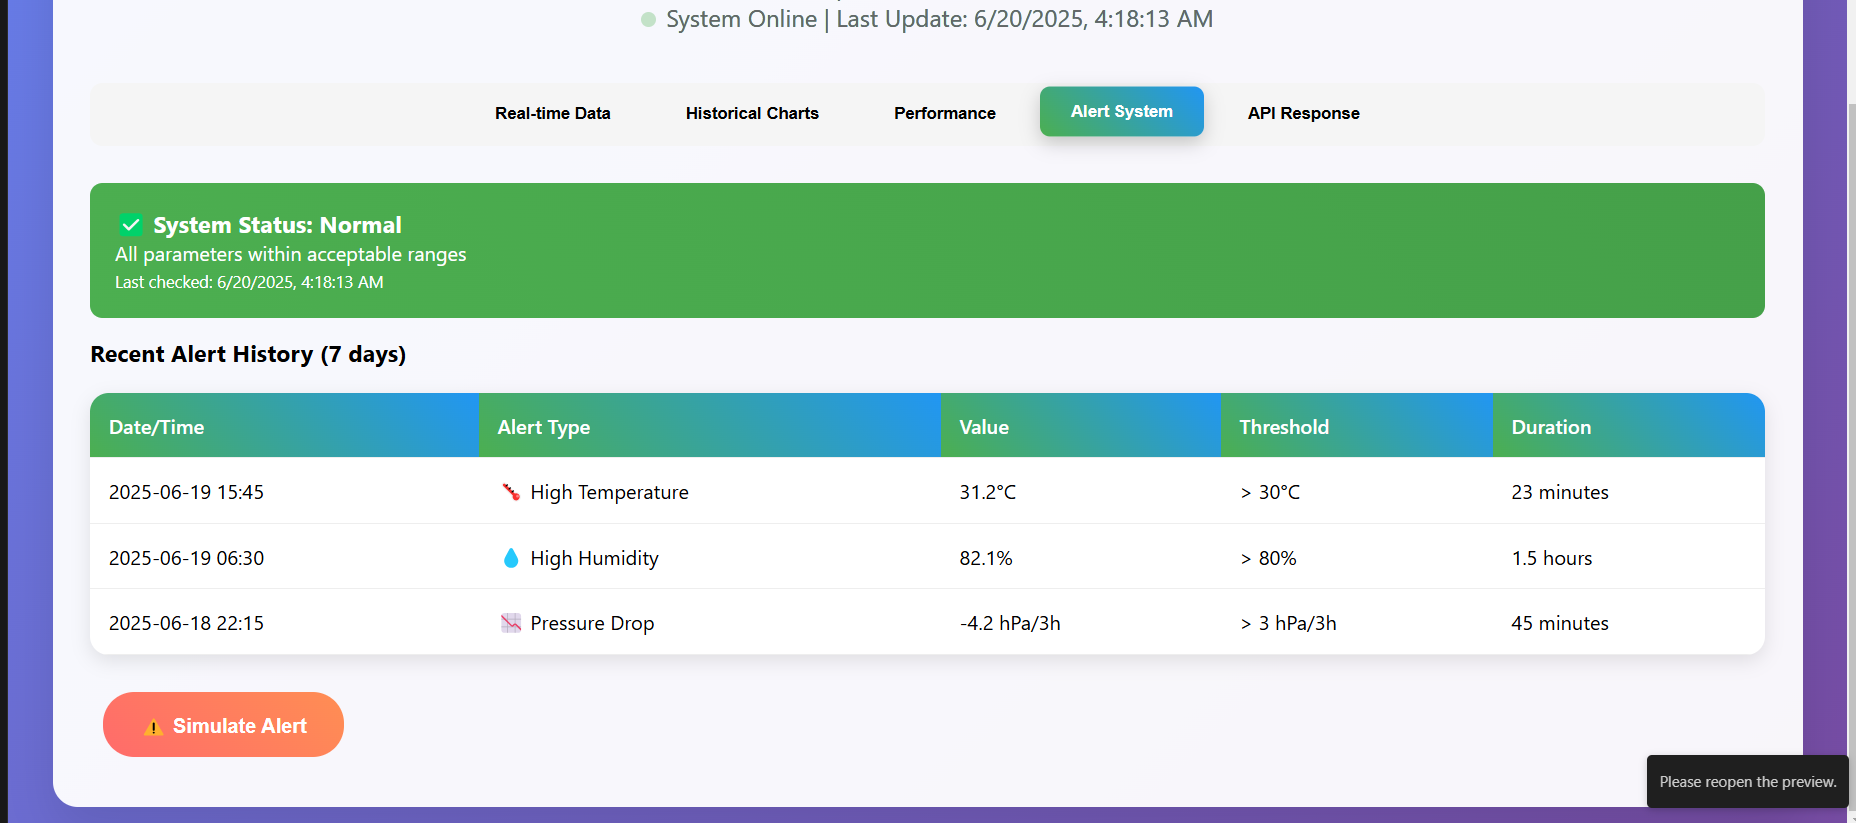 System Online | Last Update: 6/20/2025, 4:18:13 AM
Real-time Data Historical Charts Performance Alert System API Response
System Status: Normal
All parameters within acceptable ranges
Last checked: 6/20/2025, 4:18:13 AM
Recent Alert History (7 days)
Date/Time Alert Type Value Threshold Duration
2025-06-19 15:45 High Temperature 31.2°C > 30°C 23 minutes
2025-06-19 06:30 High Humidity 82.1% > 80% 1.5 hours
2025-06-18 22:15 Pressure Drop -4.2 hPa/3h > 3 hPa/3h 45 minutes
Simulate Alert
Please reopen the preview.